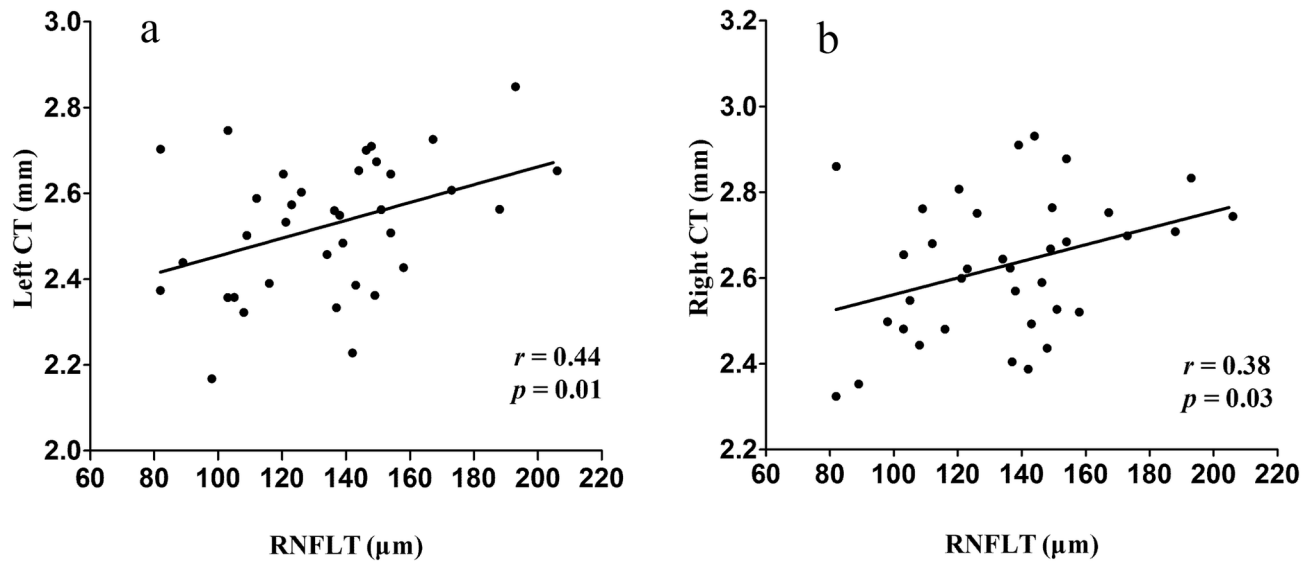 a
3.0
2.8
2.6
2.4
2.2
2.0
Left CT (mm)
r = 0.44
p = 0.01
60 80 100 120 140 160 180 200 220
RNFLT (µm)
b
3.2
3.0
2.8
2.6
2.4
2.2
Right CT (mm)
r = 0.38
p = 0.03
60 80 100 120 140 160 180 200 220
RNFLT (µm)